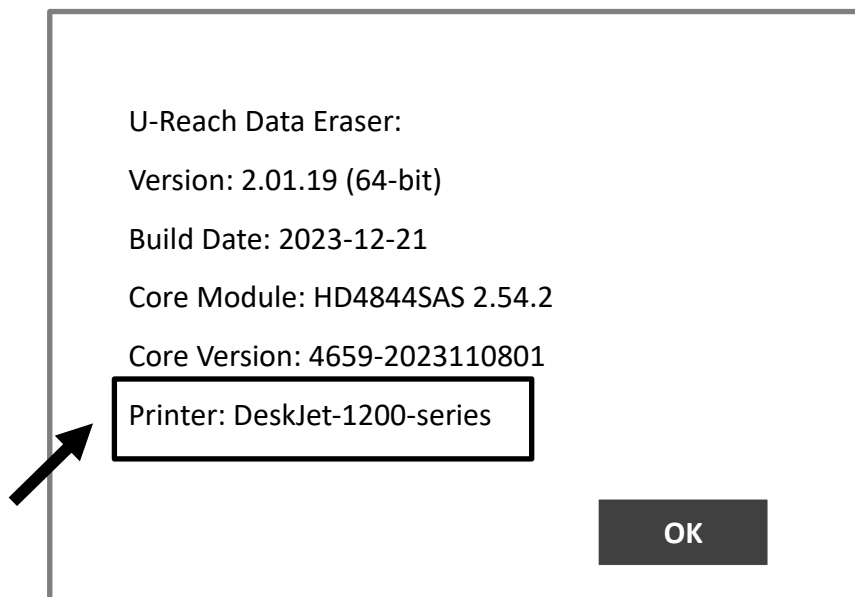 U-Reach Data Eraser:
Version: 2.01.19 (64-bit)
Build Date: 2023-12-21
Core Module: HD4844SAS 2.54.2
Core Version: 4659-2023110801
Printer: DeskJet-1200-series
OK